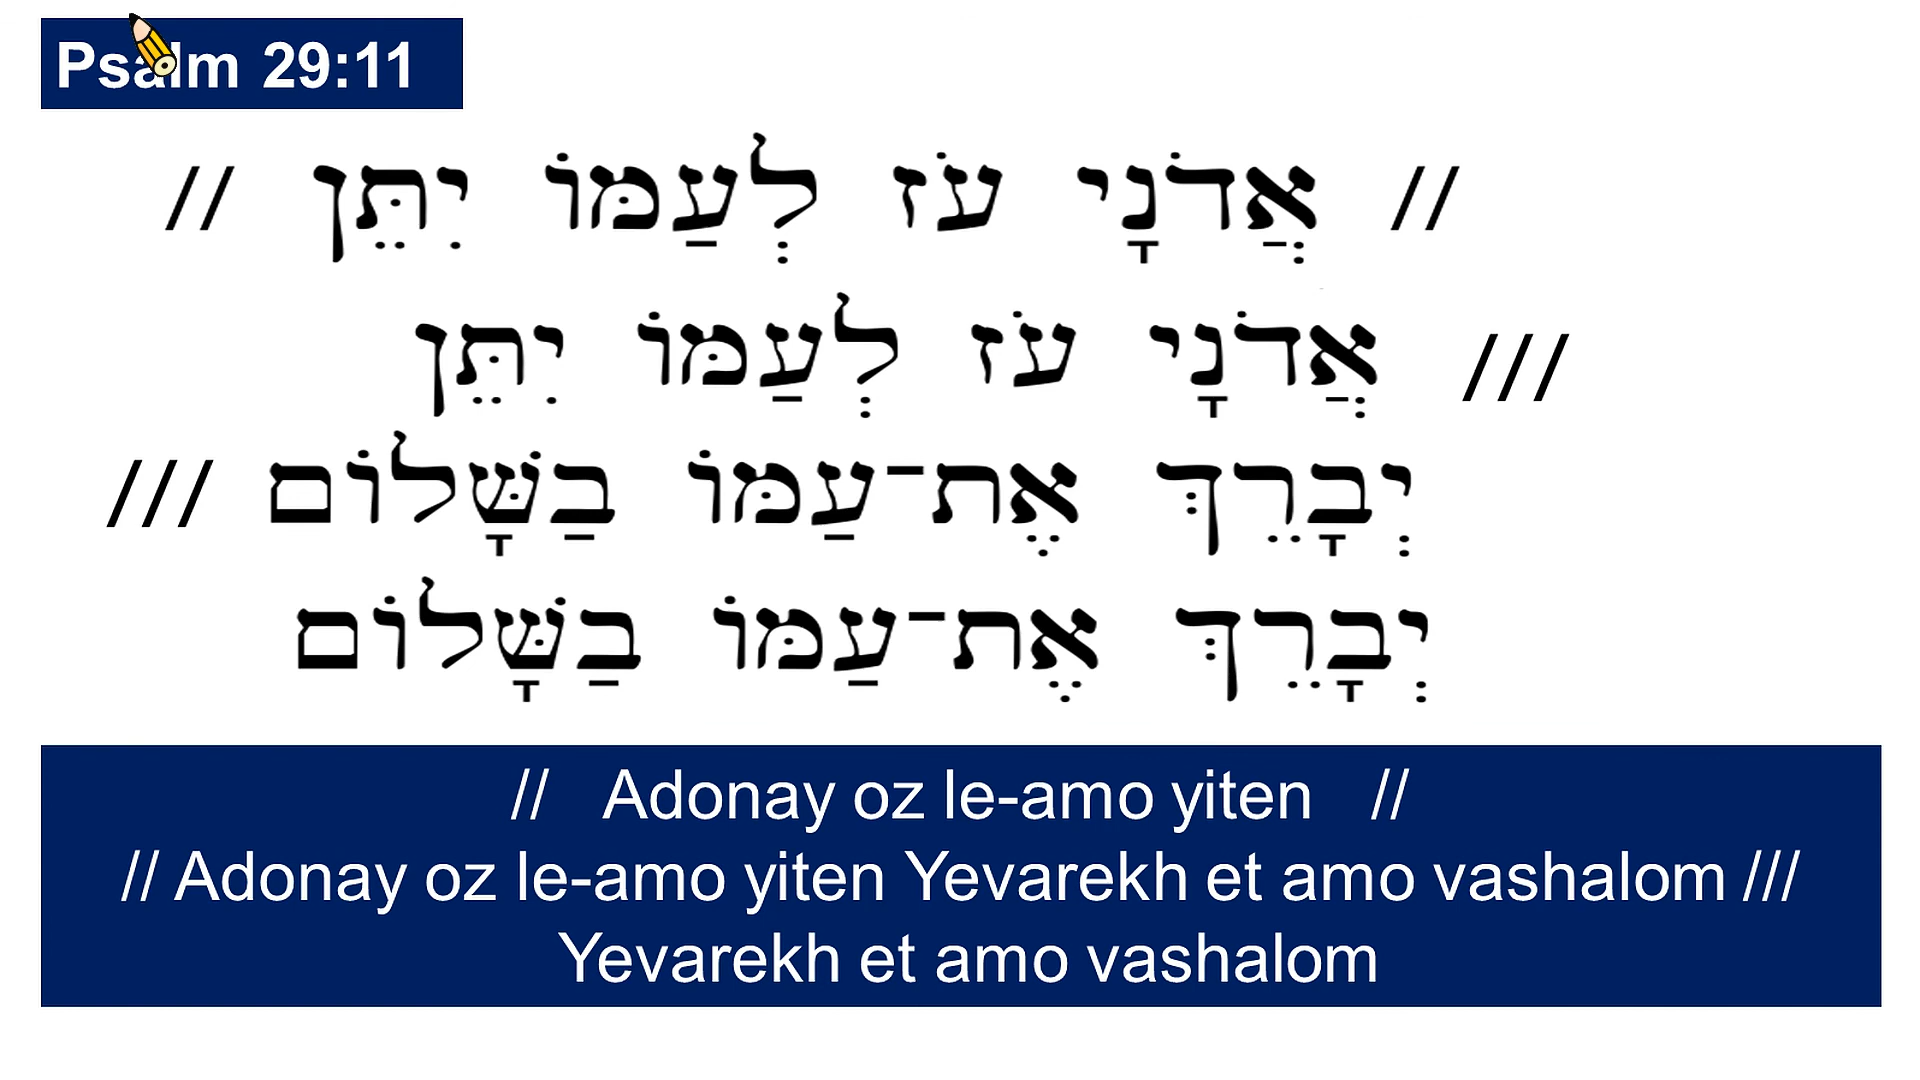 Psalm 29:11
// אֲדֹנָי עֹז לְעַמּוֹ יִתֵּן //
/// אֲדֹנָי עֹז לְעַמּוֹ יִתֵּן
יְבָרֵךְ אֶת־עַמּוֹ בַשָּׁלוֹם ///
יְבָרֵךְ אֶת־עַמּוֹ בַשָּׁלוֹם
// Adonay oz le-amo yiten //
// Adonay oz le-amo yiten Yevarekh et amo vashalom ///
Yevarekh et amo vashalom